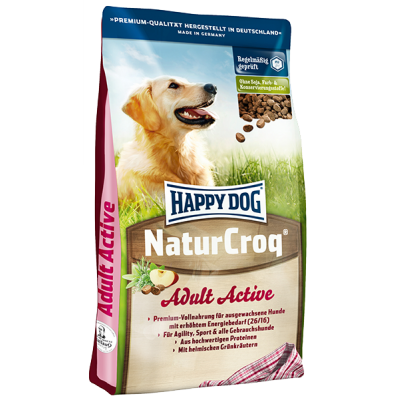 »PREMIUM-QUALITÄT HERGESTELLT IN DEUTSCHLAND«
MADE IN GERMANY
Regelmäßig
geprüft
Ohne Soja, Farb- &
Konservierungsstoffe!
HAPPY DOG
NaturCroq®
Adult Active
Premium-Vollnahrung für ausgewachsene Hunde
mit erhöhtem Energiebedarf (26/16)
Für Agility, Sport & alle Gebrauchshunde
Aus hochwertigen Proteinen
Mit heimischen Grünkräutern
Adult Active